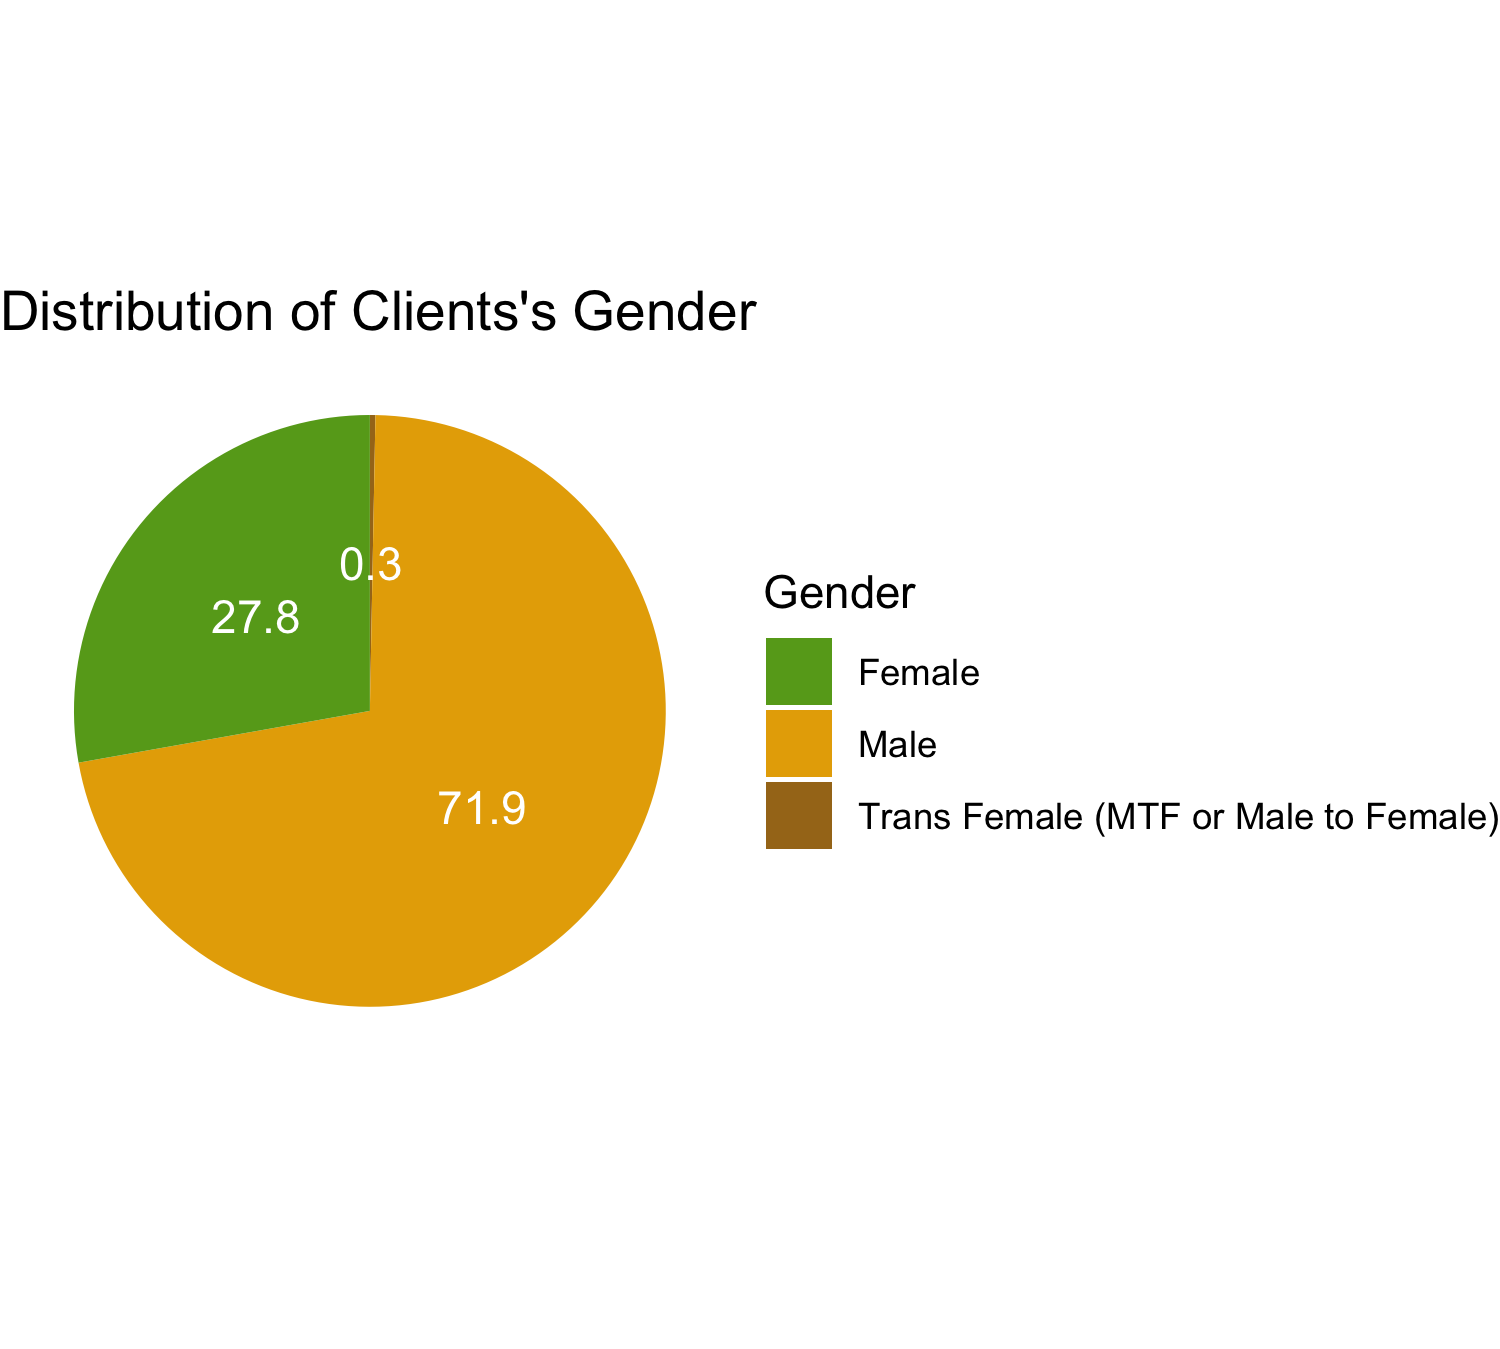 Distribution of Clients's Gender
0.3
27.8
71.9
Gender
Female
Male
Trans Female (MTF or Male to Female)